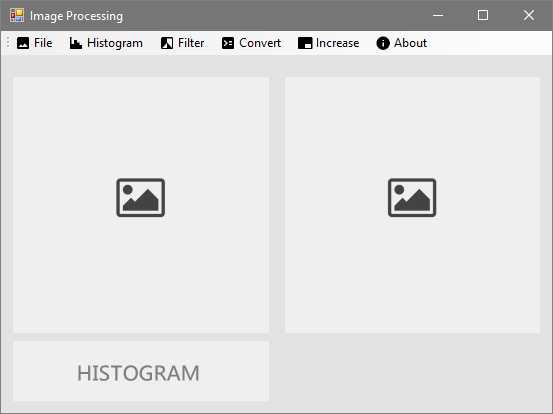 Image Processing
File Histogram Filter Convert Increase About
HISTOGRAM